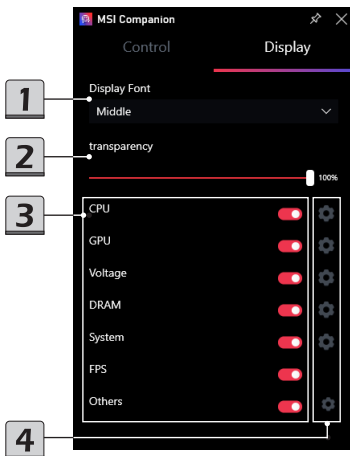 MSI Companion
Control Display
1 Display Font
Middle
2 transparency
100%
3 CPU
GPU
Voltage
DRAM
System
FPS
Others
4